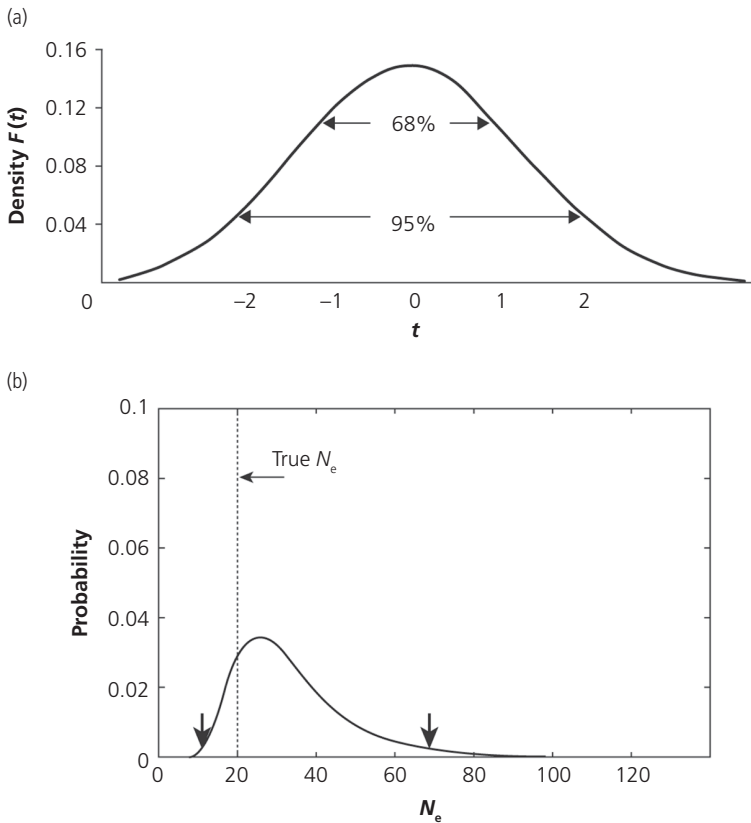 (a)
0.16
0.12
0.08
0.04
0
Density F (t)
68%
95%
–2 –1 0 1 2
t
(b)
0.1
0.08
0.06
0.04
0.02
0
Probability
True Ne
0 20 40 60 80 100 120
Ne